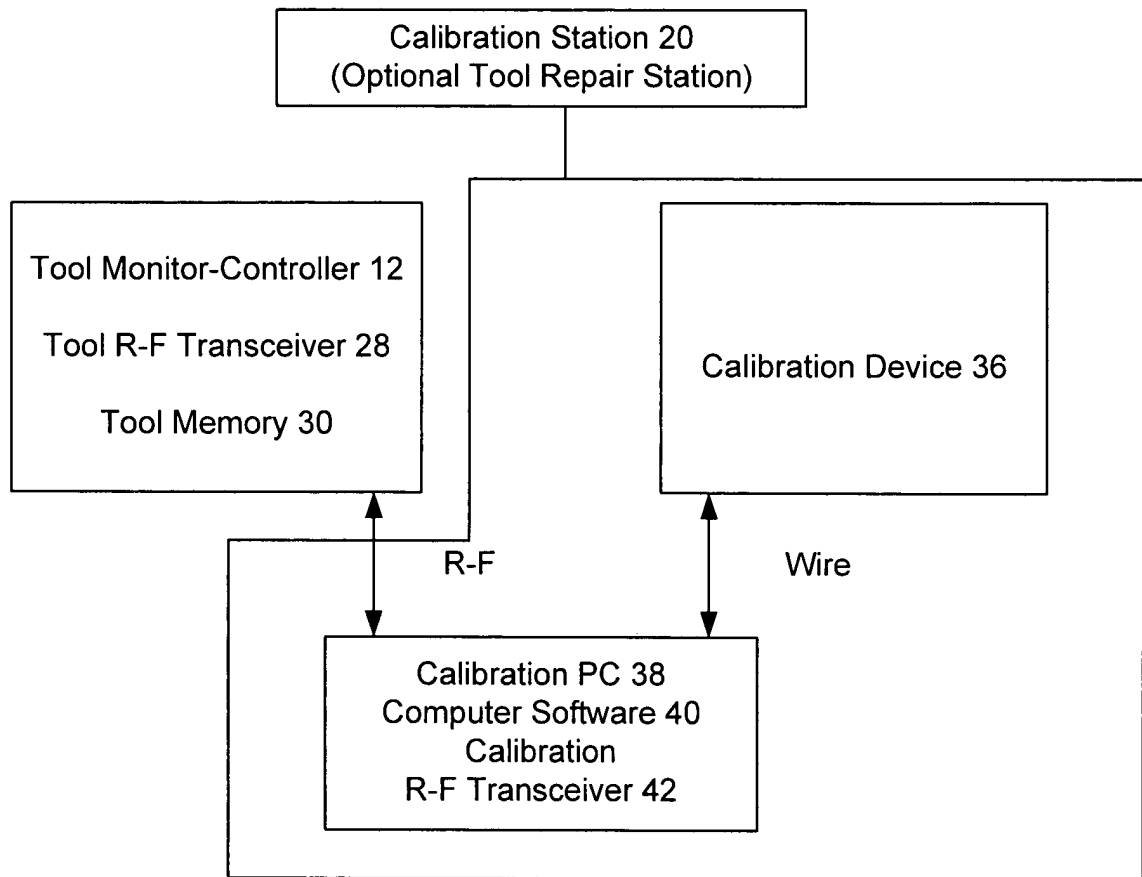 Calibration Station 20
(Optional Tool Repair Station)
Tool Monitor-Controller 12
Tool R-F Transceiver 28
Tool Memory 30
Calibration Device 36
R-F
Wire
Calibration PC 38
Computer Software 40
Calibration
R-F Transceiver 42